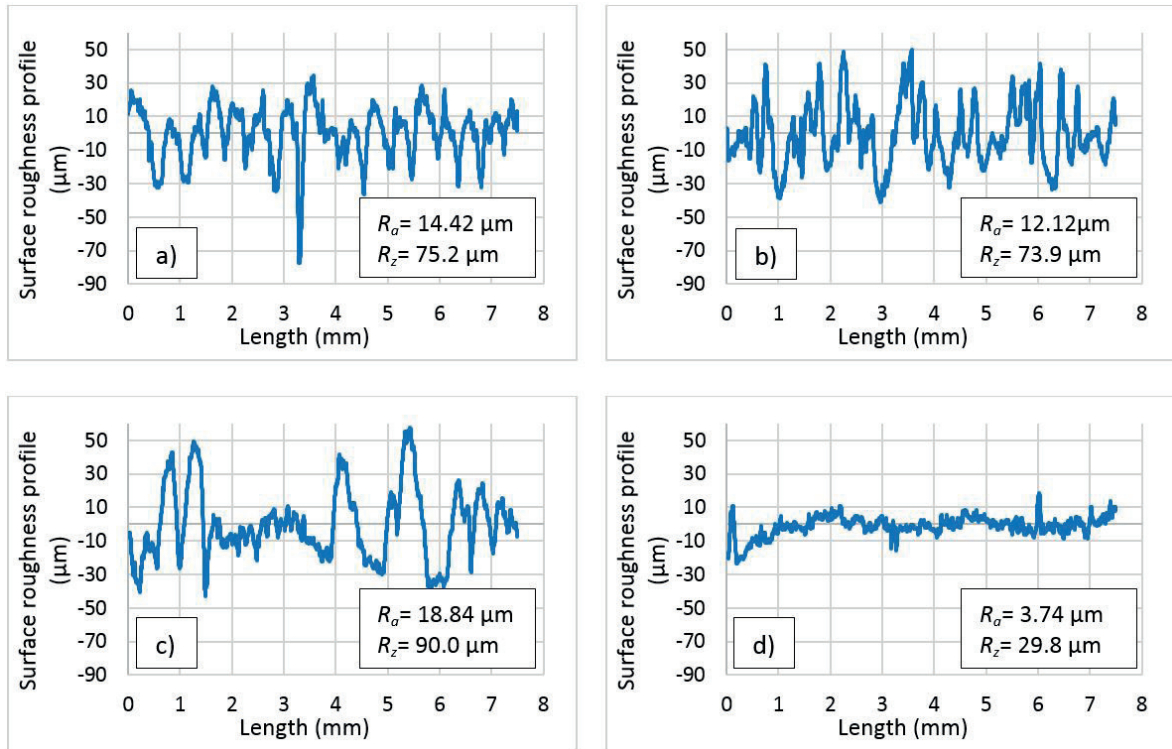 Surface roughness profile
(µm)
50
30
10
-10
-30
-50
-70
-90
a)
Rₐ= 14.42 µm
R_z= 75.2 µm
0 1 2 3 4 5 6 7 8
Length (mm)
Surface roughness profile
(µm)
50
30
10
-10
-30
-50
-70
-90
b)
Rₐ= 12.12µm
R_z= 73.9 µm
0 1 2 3 4 5 6 7 8
Length (mm)
Surface roughness profile
(µm)
50
30
10
-10
-30
-50
-70
-90
c)
Rₐ= 18.84 µm
R_z= 90.0 µm
0 1 2 3 4 5 6 7 8
Length (mm)
Surface roughness profile
(µm)
50
30
10
-10
-30
-50
-70
-90
d)
Rₐ= 3.74 µm
R_z= 29.8 µm
0 1 2 3 4 5 6 7 8
Length (mm)